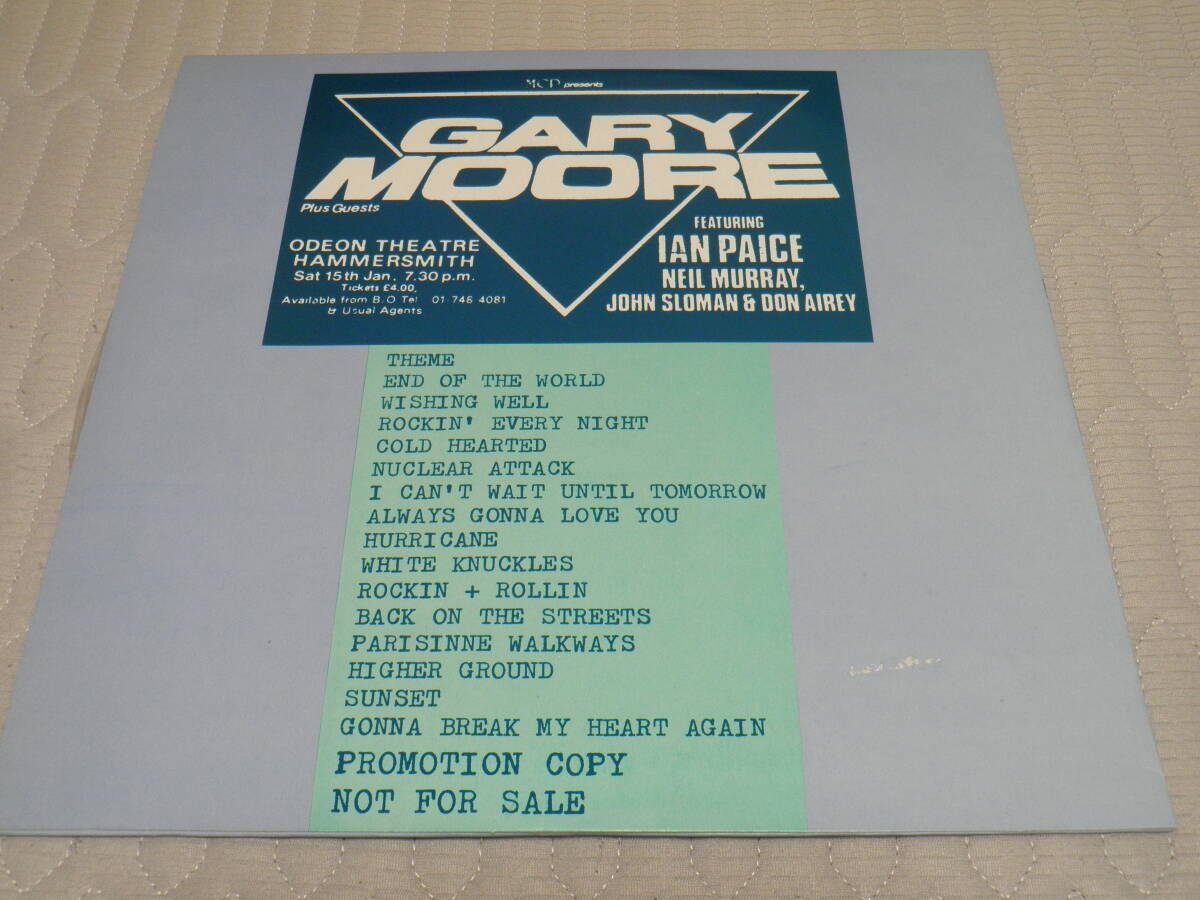 MCP presents
GARY
MOORE
Plus Guests
ODEON THEATRE
HAMMERSMITH
Sat 15th Jan. 7.30 p.m.
Tickets £4.00,
Available from B.O Tel 01-748 4081
& Usual Agents
FEATURING
IAN PAICE
NEIL MURRAY,
JOHN SLOMAN & DON AIREY
THEME
END OF THE WORLD
WISHING WELL
ROCKIN' EVERY NIGHT
COLD HEARTED
NUCLEAR ATTACK
I CAN'T WAIT UNTIL TOMORROW
ALWAYS GONNA LOVE YOU
HURRICANE
WHITE KNUCKLES
ROCKIN + ROLLIN
BACK ON THE STREETS
PARISINNE WALKWAYS
HIGHER GROUND
SUNSET
GONNA BREAK MY HEART AGAIN
PROMOTION COPY
NOT FOR SALE